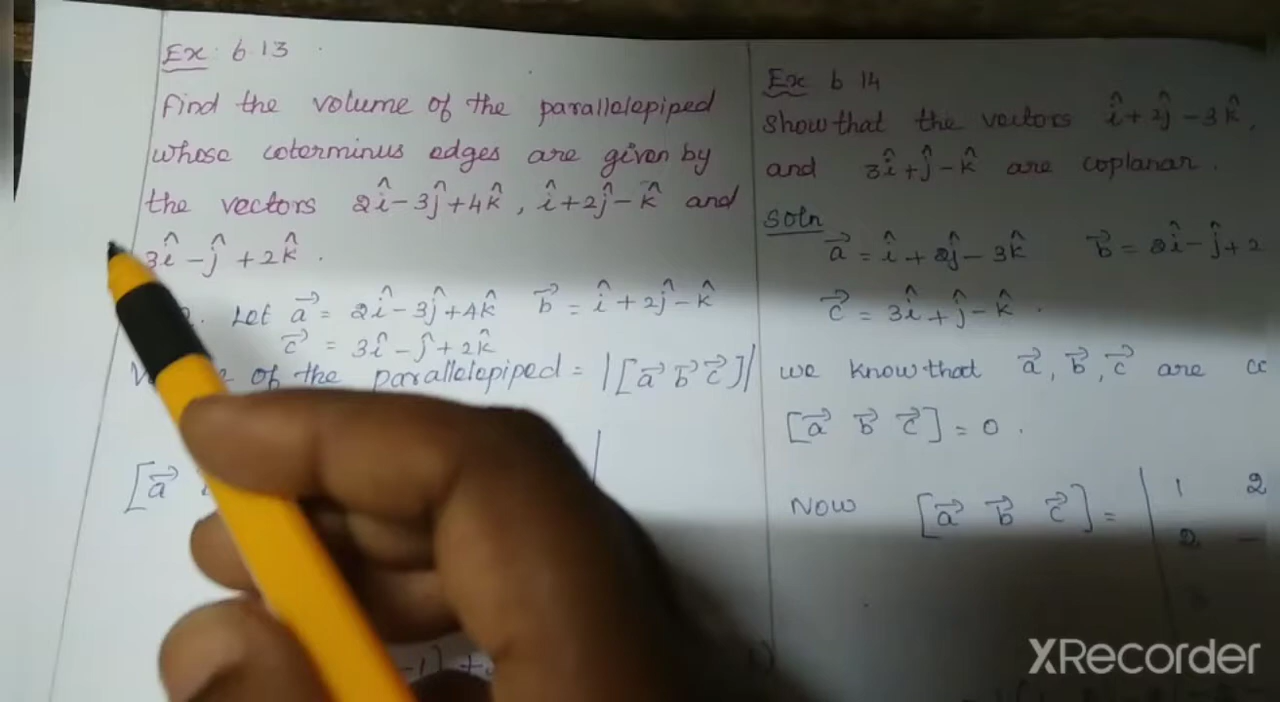 Ex: 6.13
Find the volume of the parallelepiped
whose coterminus edges are given by
the vectors 2î - 3ĵ + 4k̂, î + 2ĵ - k̂ and
3î - ĵ + 2k̂.
Let a⃗ = 2î - 3ĵ + 4k̂ b⃗ = î + 2ĵ - k̂
c⃗ = 3î - ĵ + 2k̂
of the parallelepiped = |[a⃗ b⃗ c⃗]|
[a⃗
-1) +
Ex 6.14
Show that the vectors î + 2ĵ - 3k̂,
and 3î + ĵ - k̂ are coplanar.
Soln
a⃗ = î + 2ĵ - 3k̂ b⃗ = 2î - ĵ + 2
c⃗ = 3î + ĵ - k̂.
we know that a⃗, b⃗, c⃗ are
[a⃗ b⃗ c⃗] = 0.
Now [a⃗ b⃗ c⃗] = | 1 2
2 -
XRecorder